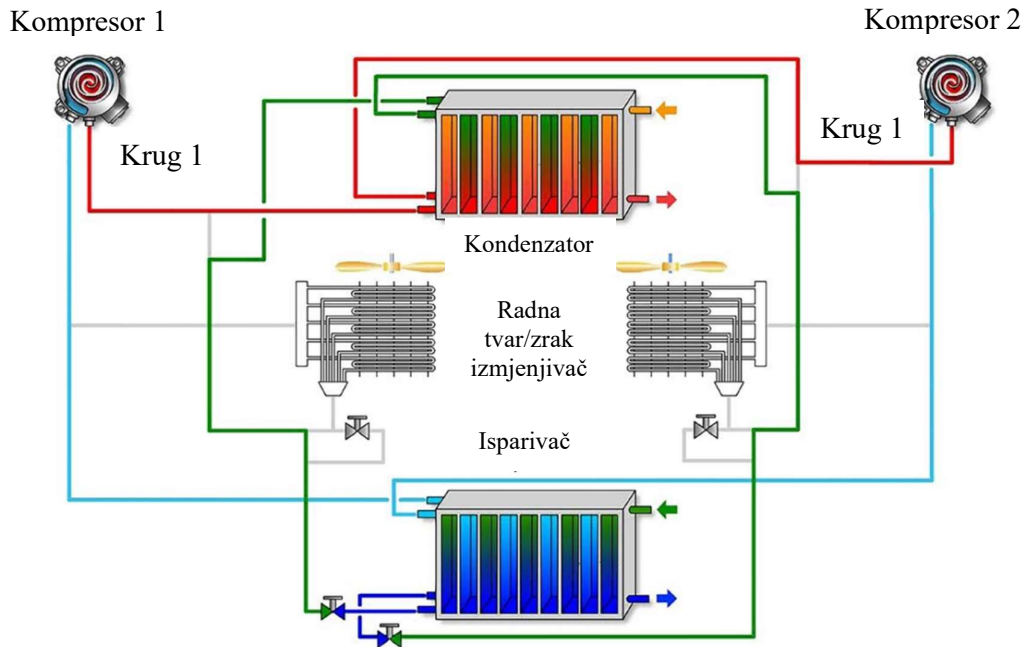 Kompresor 1
Kompresor 2
Krug 1
Krug 1
Kondenzator
Radna
tvar/zrak
izmjenjivač
Isparivač